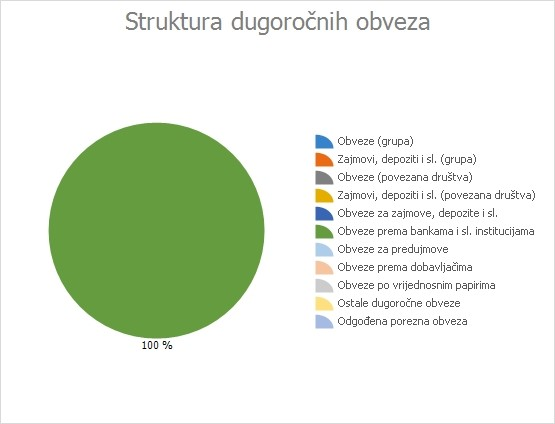 Struktura dugoročnih obveza
Obveze (grupa)
Zajmovi, depoziti i sl. (grupa)
Obveze (povezana društva)
Zajmovi, depoziti i sl. (povezana društva)
Obveze za zajmove, depozite i sl.
Obveze prema bankama i sl. institucijama
Obveze za predujmove
Obveze prema dobavljačima
Obveze po vrijednosnim papirima
Ostale dugoročne obveze
Odgođena porezna obveza
100 %